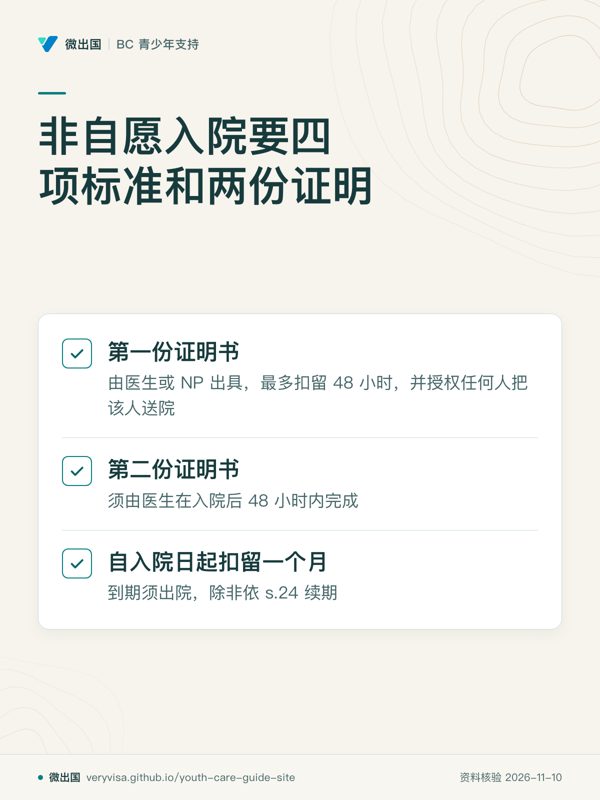 微出国 | BC 青少年支持
非自愿入院要四
项标准和两份证明
第一份证明书
由医生或 NP 出具，最多扣留 48 小时，并授权任何人把
该人送院
第二份证明书
须由医生在入院后 48 小时内完成
自入院日起扣留一个月
到期须出院，除非依 s.24 续期
微出国 veryvisa.github.io/youth-care-guide-site
资料核验 2026-11-10